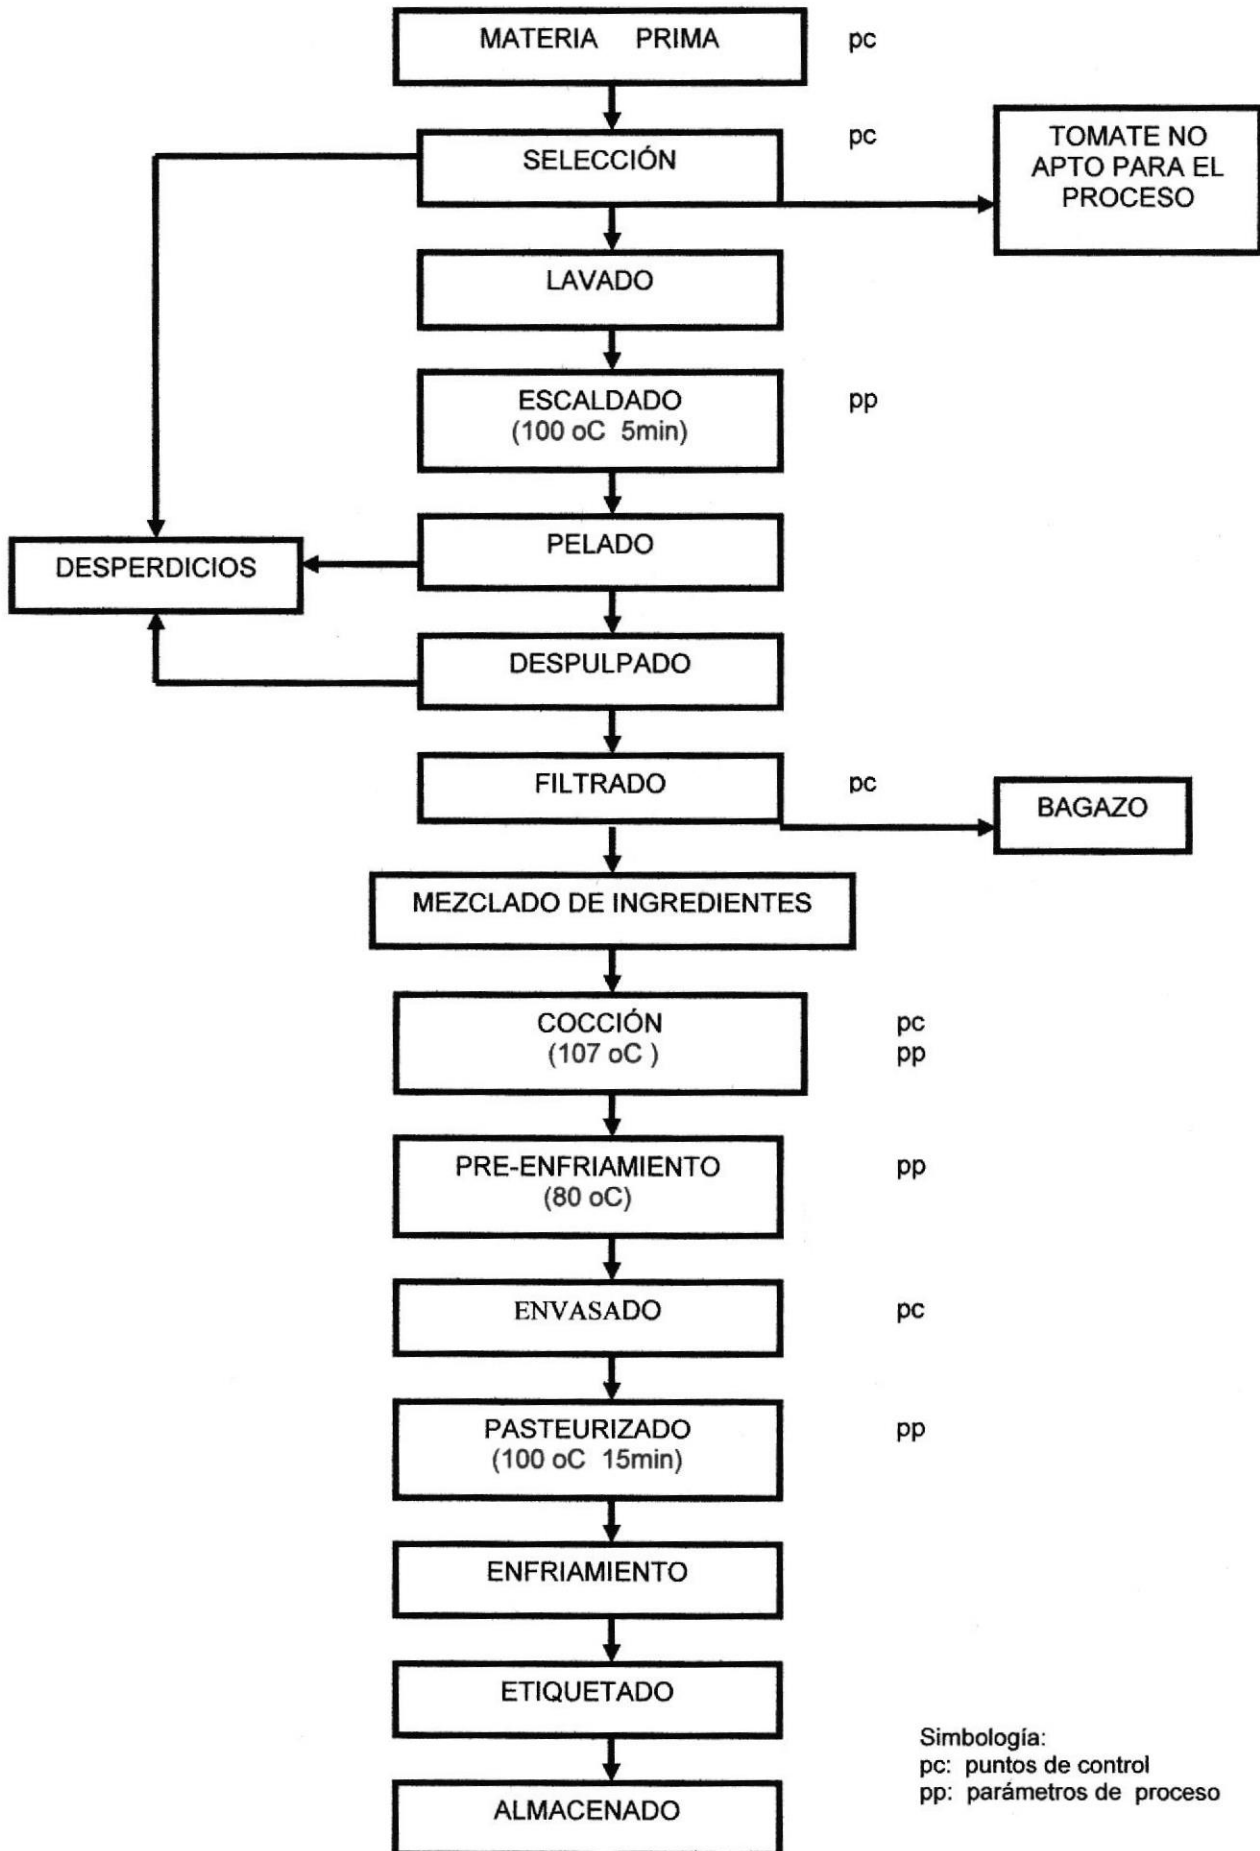 MATERIA PRIMA pc
SELECCIÓN pc
TOMATE NO
APTO PARA EL
PROCESO
LAVADO
ESCALDADO pp
(100 oC 5min)
PELADO
DESPERDICIOS
DESPULPADO
FILTRADO pc
BAGAZO
MEZCLADO DE INGREDIENTES
COCCIÓN pc
(107 oC ) pp
PRE-ENFRIAMIENTO pp
(80 oC)
ENVASADO pc
PASTEURIZADO pp
(100 oC 15min)
ENFRIAMIENTO
ETIQUETADO
ALMACENADO
Simbología:
pc: puntos de control
pp: parámetros de proceso